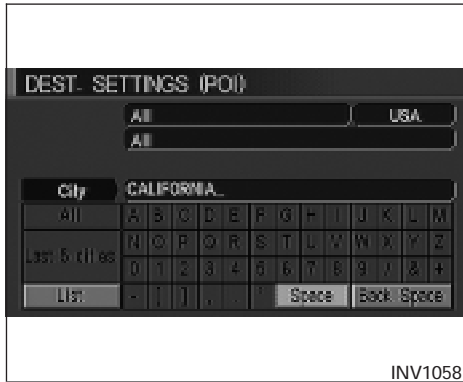 DEST. SETTINGS (POI)
All USA
All
City CALIFORNIA_
All A B C D E F G H I J K L M
Last 5 cities N O P Q R S T U V W X Y Z
0 1 2 3 4 5 6 7 8 9 / & +
List - [ ] , . ' Space Back Space
INV1058